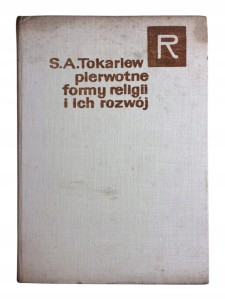 R
S.A.Tokariew
pierwotne
formy religii
i ich rozwój